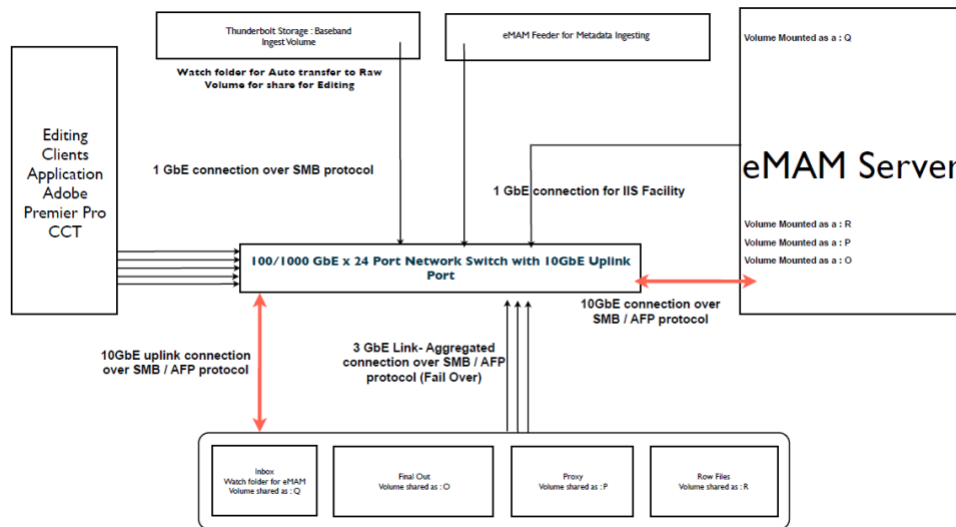 Thunderbolt Storage : Baseband
Ingest Volume
eMAM Feeder for Metadata Ingesting
Volume Mounted as a : Q
Watch folder for Auto transfer to Raw
Volume for share for Editing
Editing
Clients
Application
Adobe
Premier Pro
CCT
1 GbE connection over SMB protocol
eMAM Server
1 GbE connection for IIS Facility
Volume Mounted as a : R
Volume Mounted as a : P
Volume Mounted as a : O
100/1000 GbE x 24 Port Network Switch with 10GbE Uplink
Port
10GbE connection over
SMB / AFP protocol
10GbE uplink connection
over SMB / AFP protocol
3 GbE Link- Aggregated
connection over SMB / AFP
protocol (Fail Over)
Inbox
Watch folder for eMAM
Volume shared as : Q
Final Out
Volume shared as : O
Proxy
Volume shared as : P
Row Files
Volume shared as : R